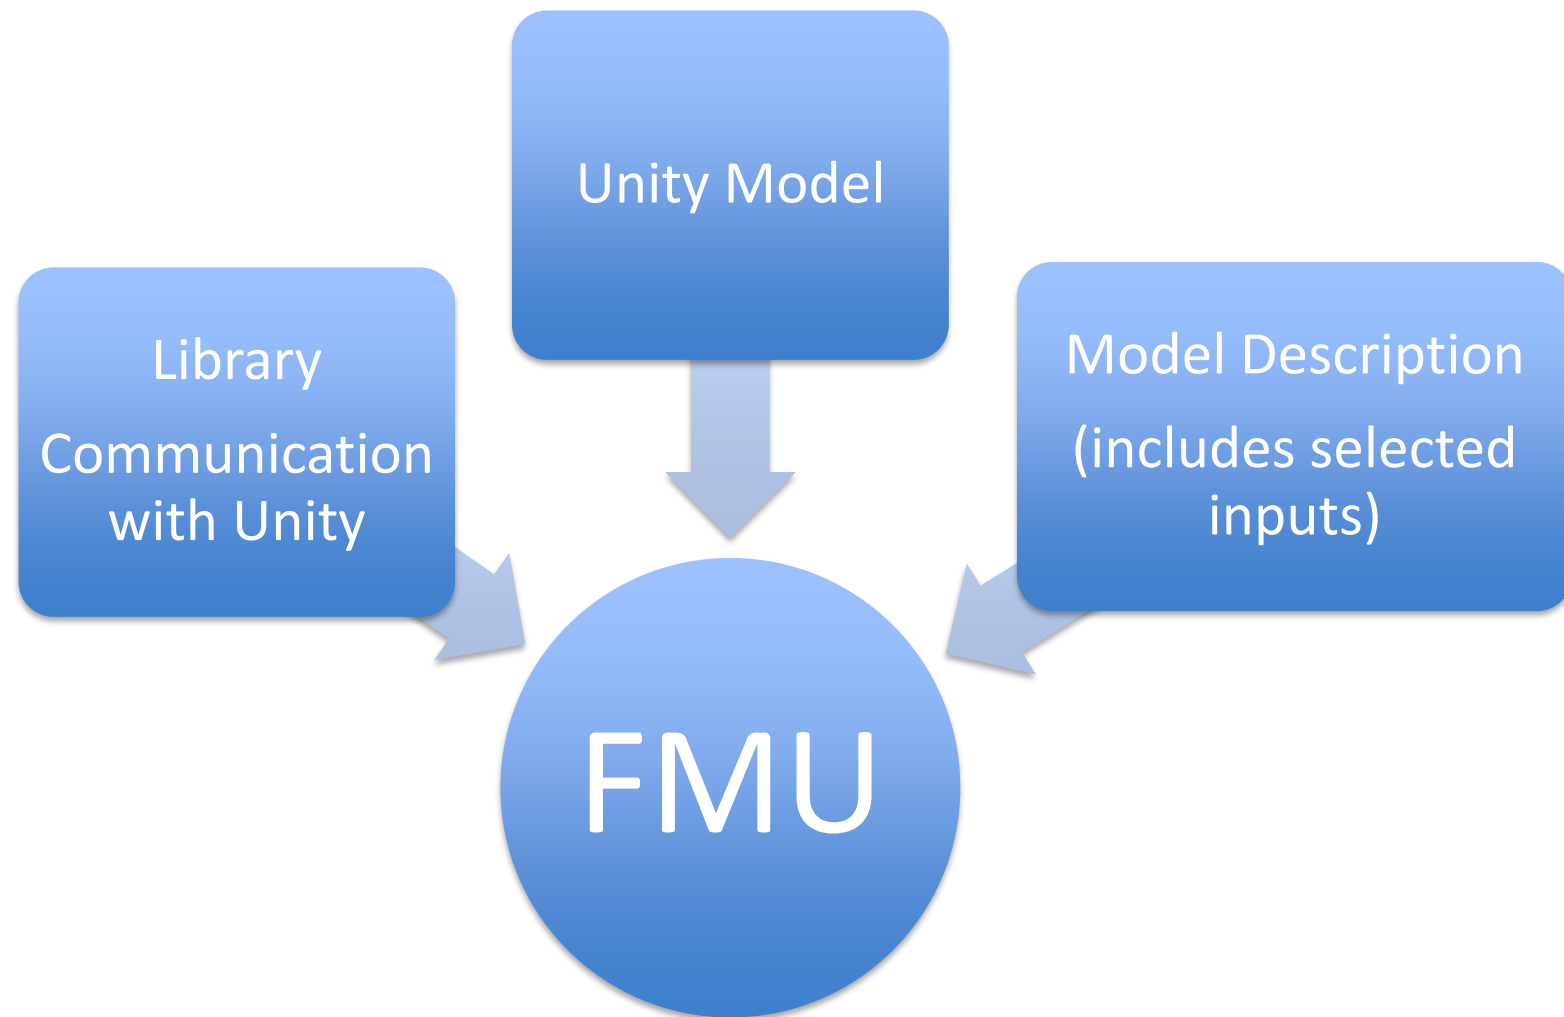 Unity Model
Library
Communication
with Unity
Model Description
(includes selected
inputs)
FMU